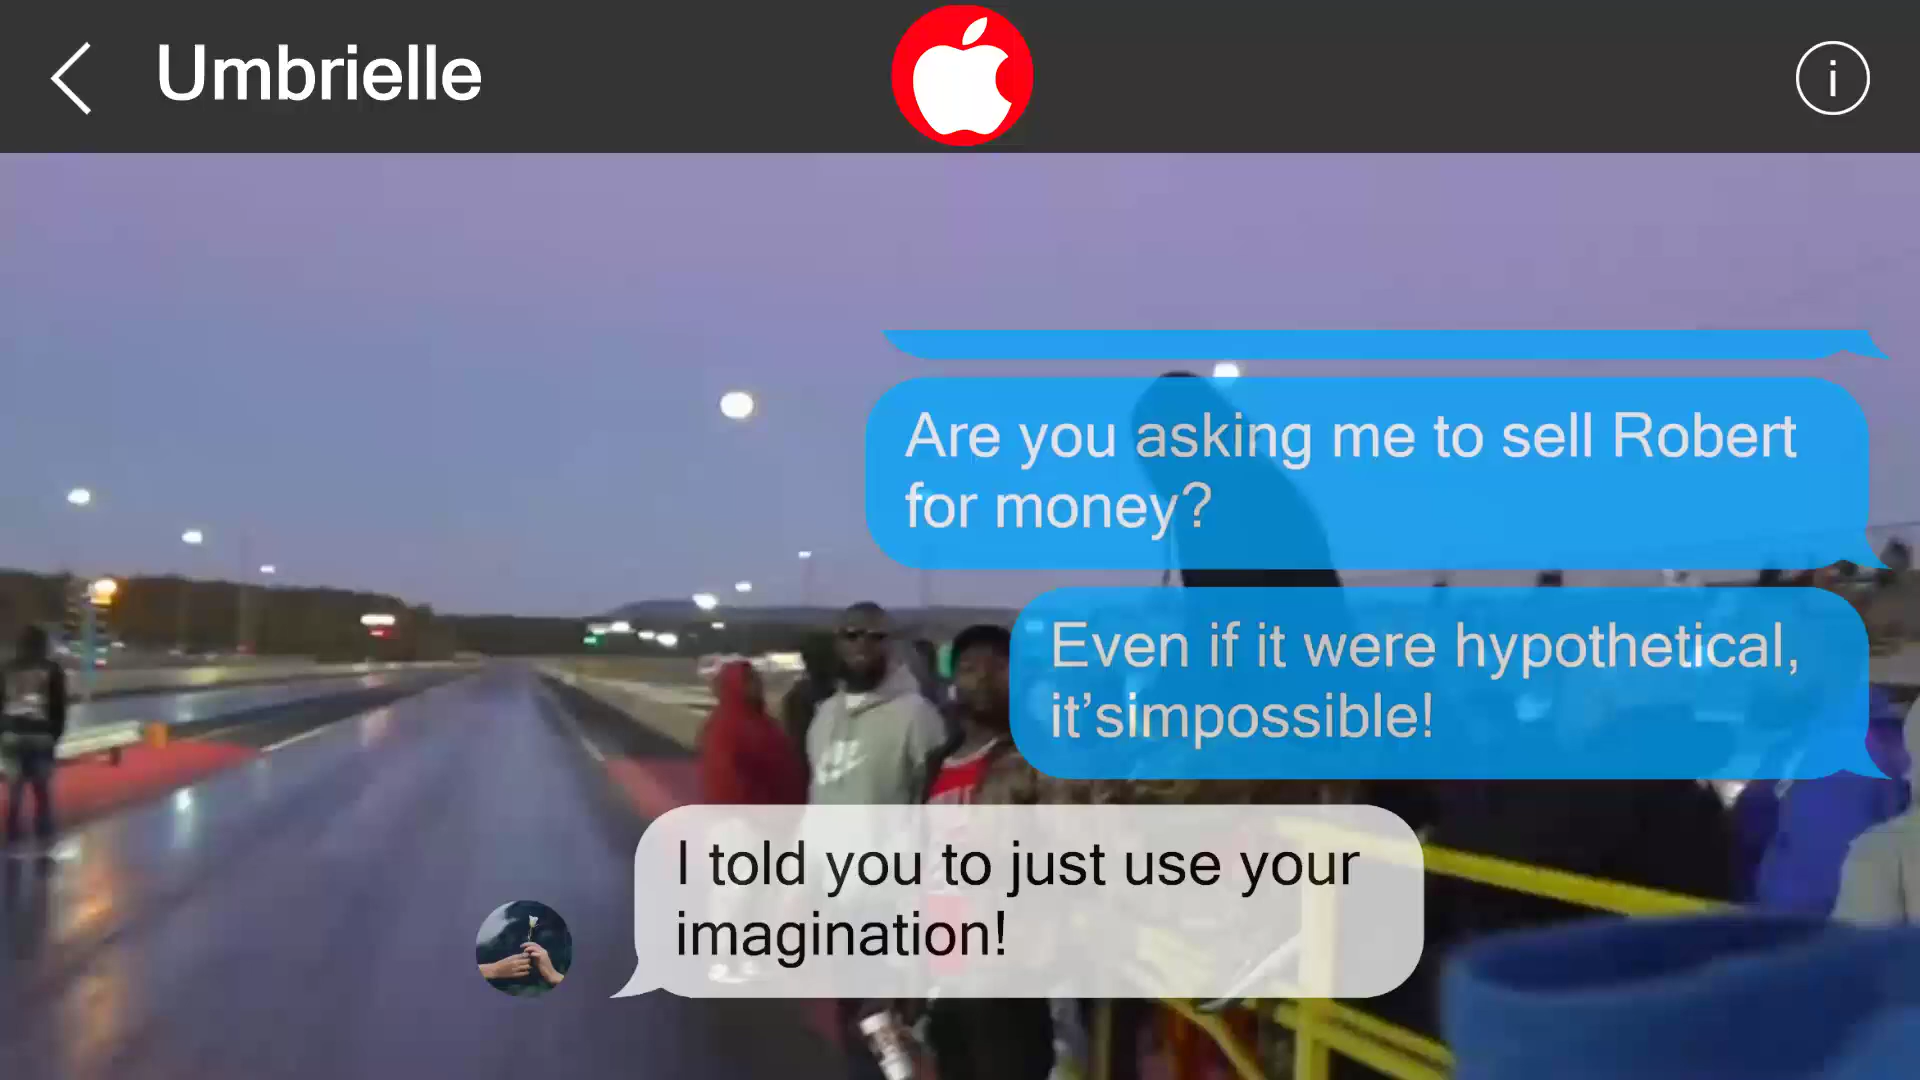 Umbrielle
i
Are you asking me to sell Robert
for money?
Even if it were hypothetical,
it’simpossible!
I told you to just use your
imagination!